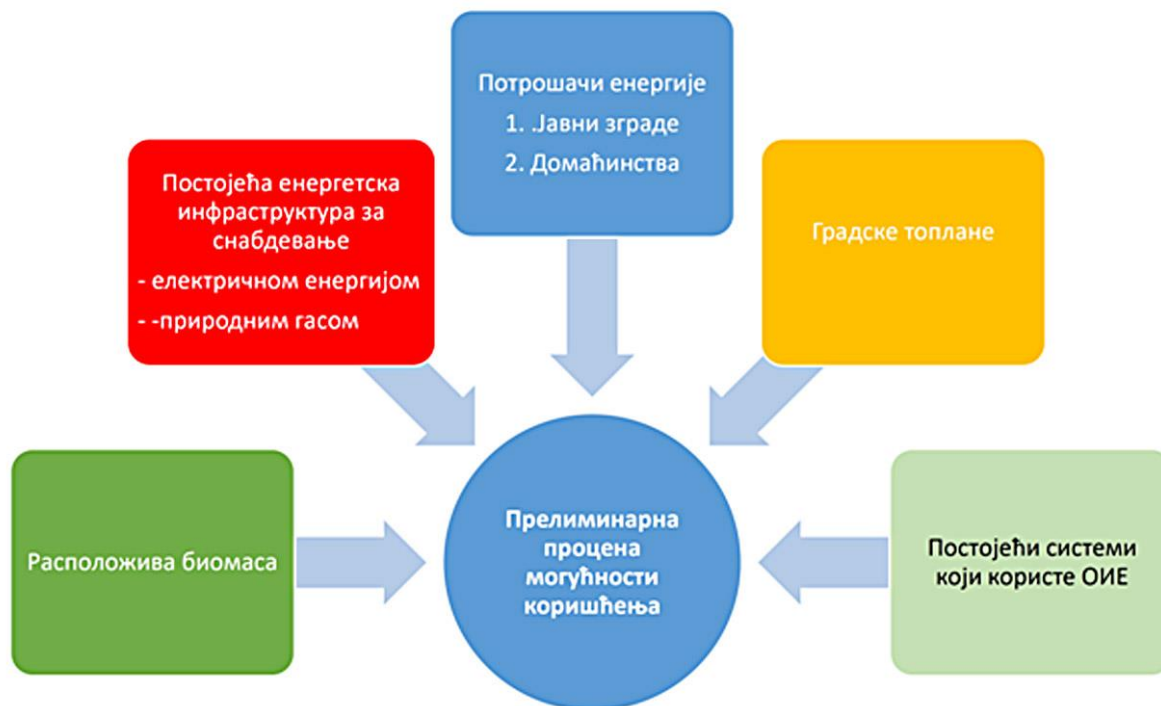 Потрошачи енергије
1. .Јавни зграде
2. Домаћинства
Постојећа енергетска
инфраструктура за
снабдевање
- електричном енергијом
- -природним гасом
Градске топлане
Расположива биомаса
Прелиминарна
процена
могућности
коришћења
Постојећи системи
који користе ОИЕ